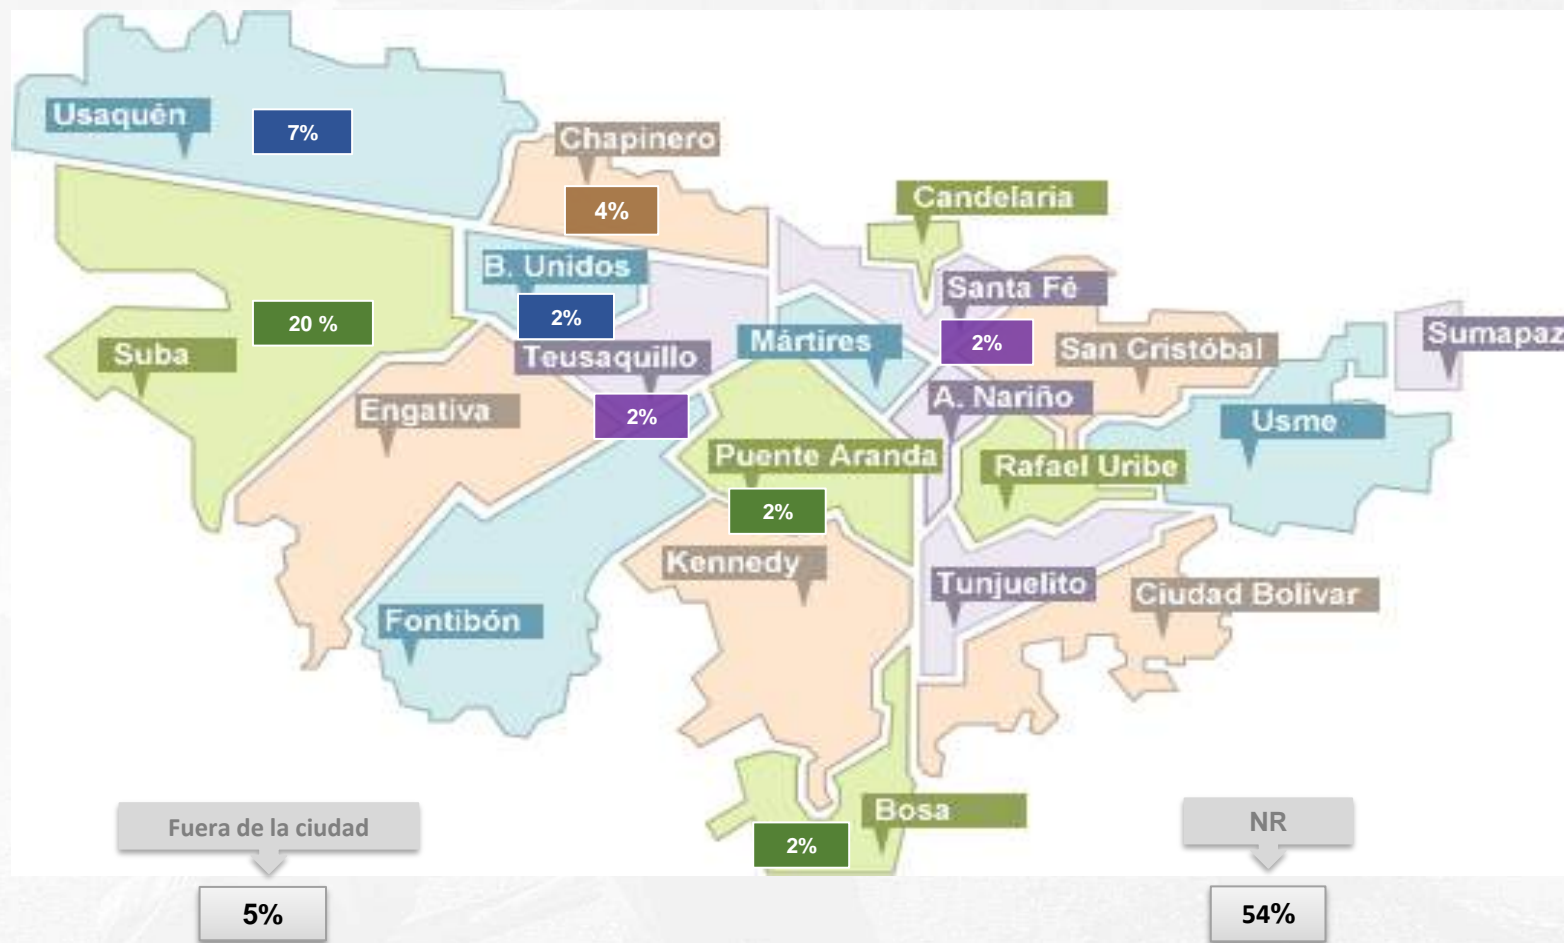 Usaquén
7%
Chapinero
4%
Candelaria
B. Unidos
2%
Santa Fé
2%
Suba
20 %
Teusaquillo
2%
Mártires
San Cristóbal
Sumapaz
Engativa
A. Nariño
Usme
Puente Aranda
2%
Rafael Uribe
Kennedy
Tunjuelito
Ciudad Bolívar
Fontibón
Bosa
2%
Fuera de la ciudad
5%
NR
54%